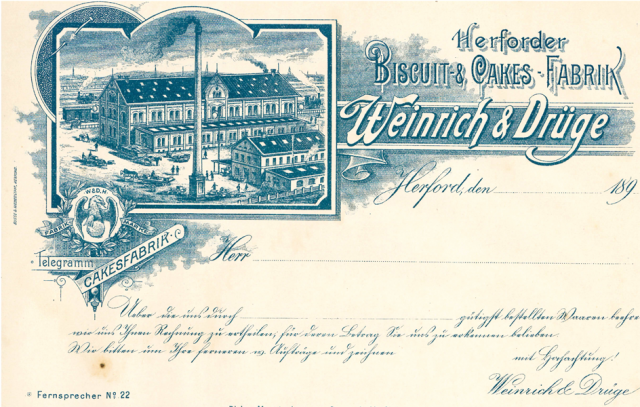 Herforder
BISCUIT- & CAKES-FABRIK
Weinrich & Drüge
Herford, den 189
W&D. H.
FABRIK MARKE
Telegramm
CAKESFABRIK
Herr
Ueber die uns durch gütigst bestellten Waaren beehre
wir uns Ihnen Rechnung zu ertheilen, für deren Betrag Sie uns zu erkennen belieben.
Wir bitten um Ihre ferneren w. Aufträge und zeichnen
mit Hochachtung!
Weinrich & Drüge
Fernsprecher No 22